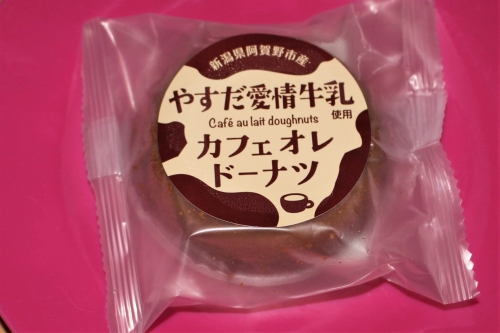 新潟県阿賀野市産
やすだ愛情牛乳
使用
Café au lait doughnuts
カフェオレ
ドーナツ